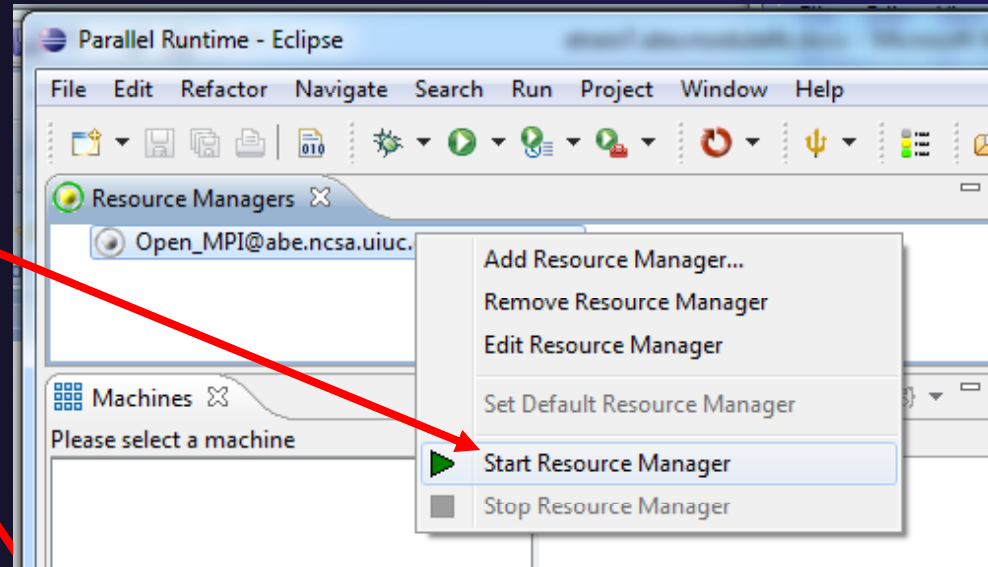 Parallel Runtime - Eclipse
File Edit Refactor Navigate Search Run Project Window Help
010
Resource Managers
Open_MPI@abe.ncsa.uiuc.
Add Resource Manager...
Remove Resource Manager
Edit Resource Manager
Machines
Set Default Resource Manager
Please select a machine
Start Resource Manager
Stop Resource Manager